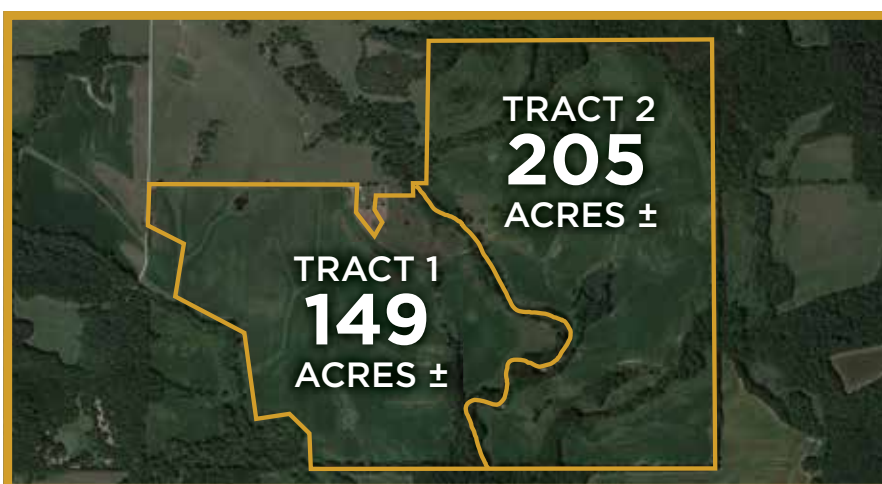 TRACT 2
205
ACRES ±
TRACT 1
149
ACRES ±